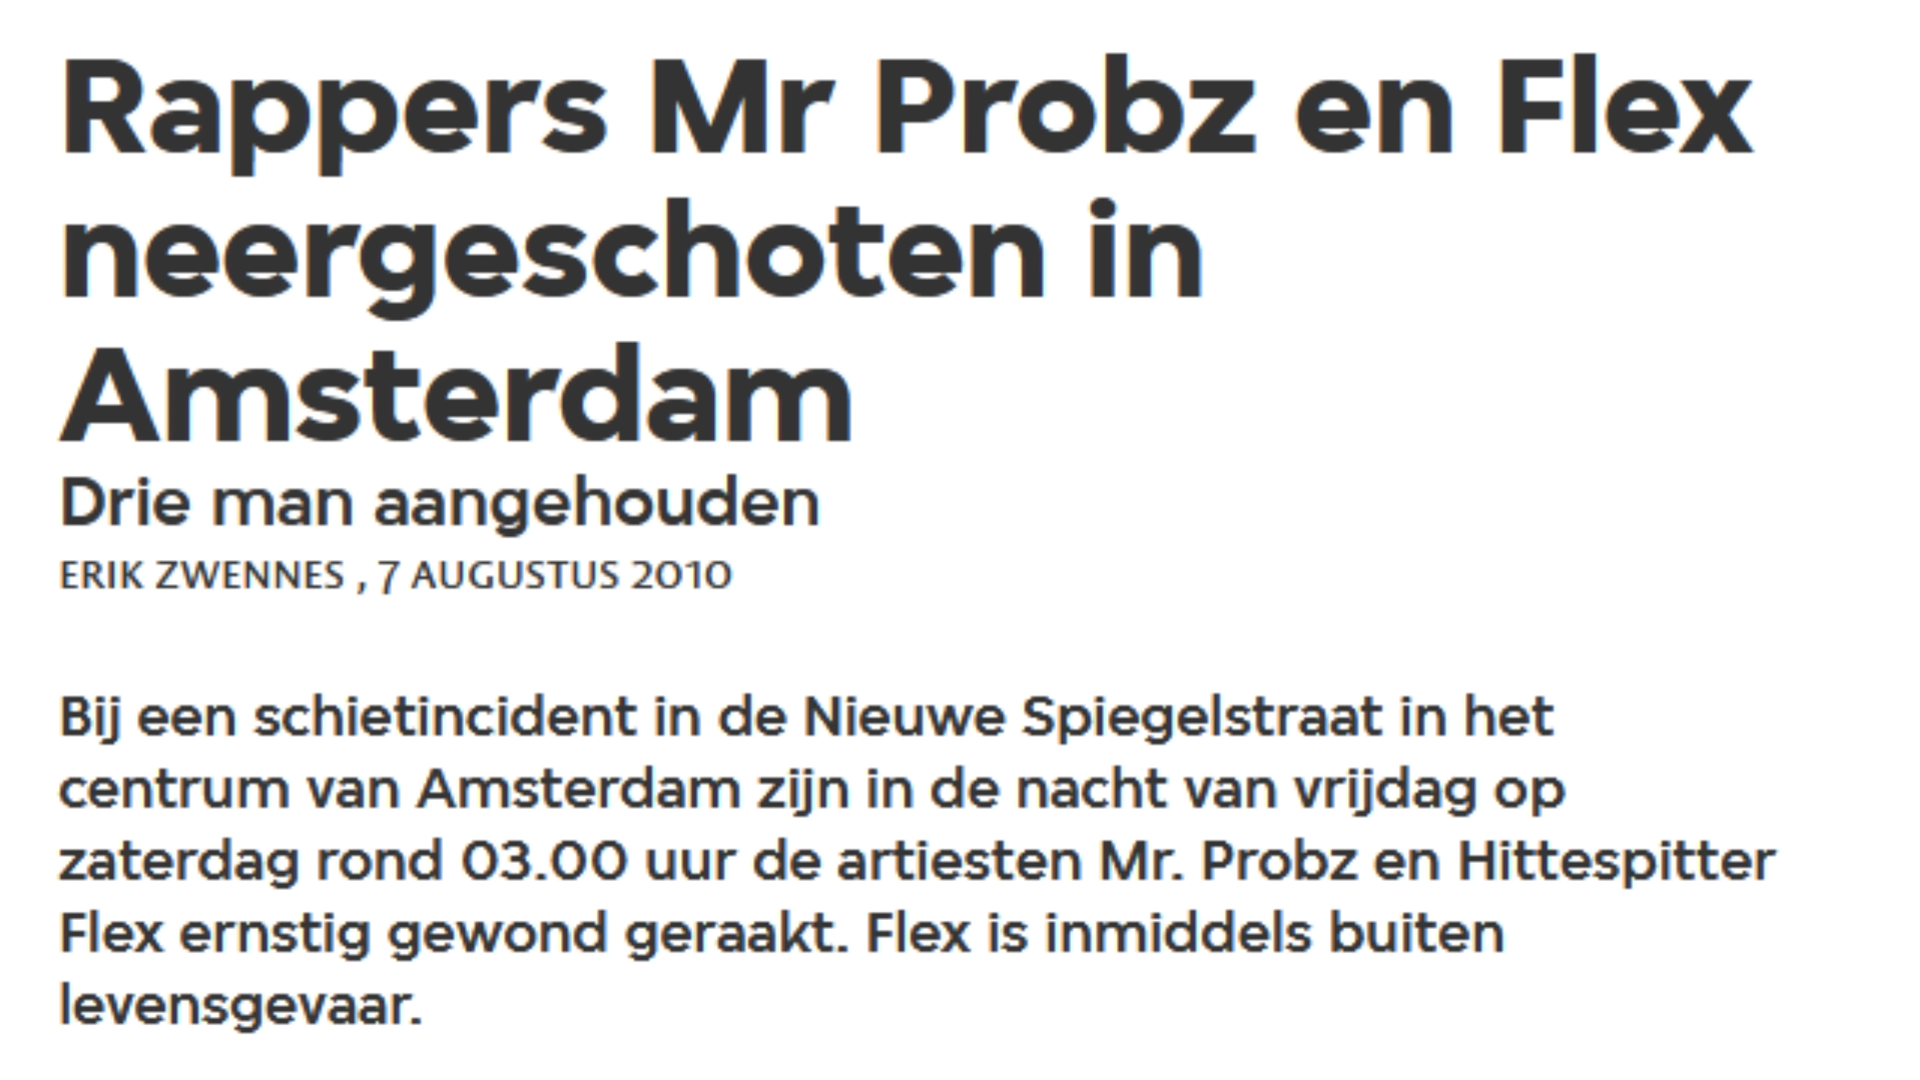 Rappers Mr Probz en Flex
neergeschoten in
Amsterdam
Drie man aangehouden
ERIK ZWENNES , 7 AUGUSTUS 2010
Bij een schietincident in de Nieuwe Spiegelstraat in het
centrum van Amsterdam zijn in de nacht van vrijdag op
zaterdag rond 03.00 uur de artiesten Mr. Probz en Hittespitter
Flex ernstig gewond geraakt. Flex is inmiddels buiten
levensgevaar.